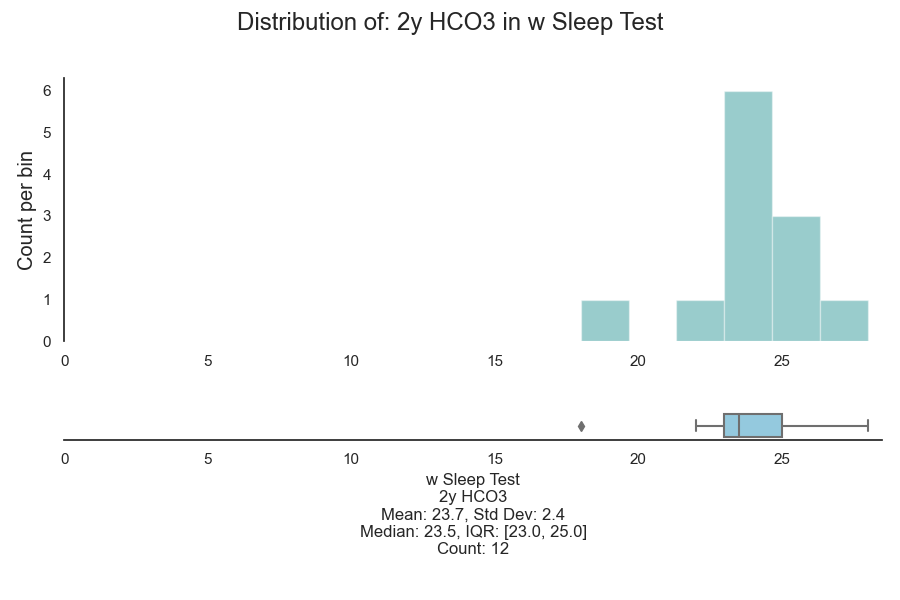 Distribution of: 2y HCO3 in w Sleep Test
Count per bin
6
5
4
3
2
1
0
0 5 10 15 20 25
0 5 10 15 20 25
w Sleep Test
2y HCO3
Mean: 23.7, Std Dev: 2.4
Median: 23.5, IQR: [23.0, 25.0]
Count: 12